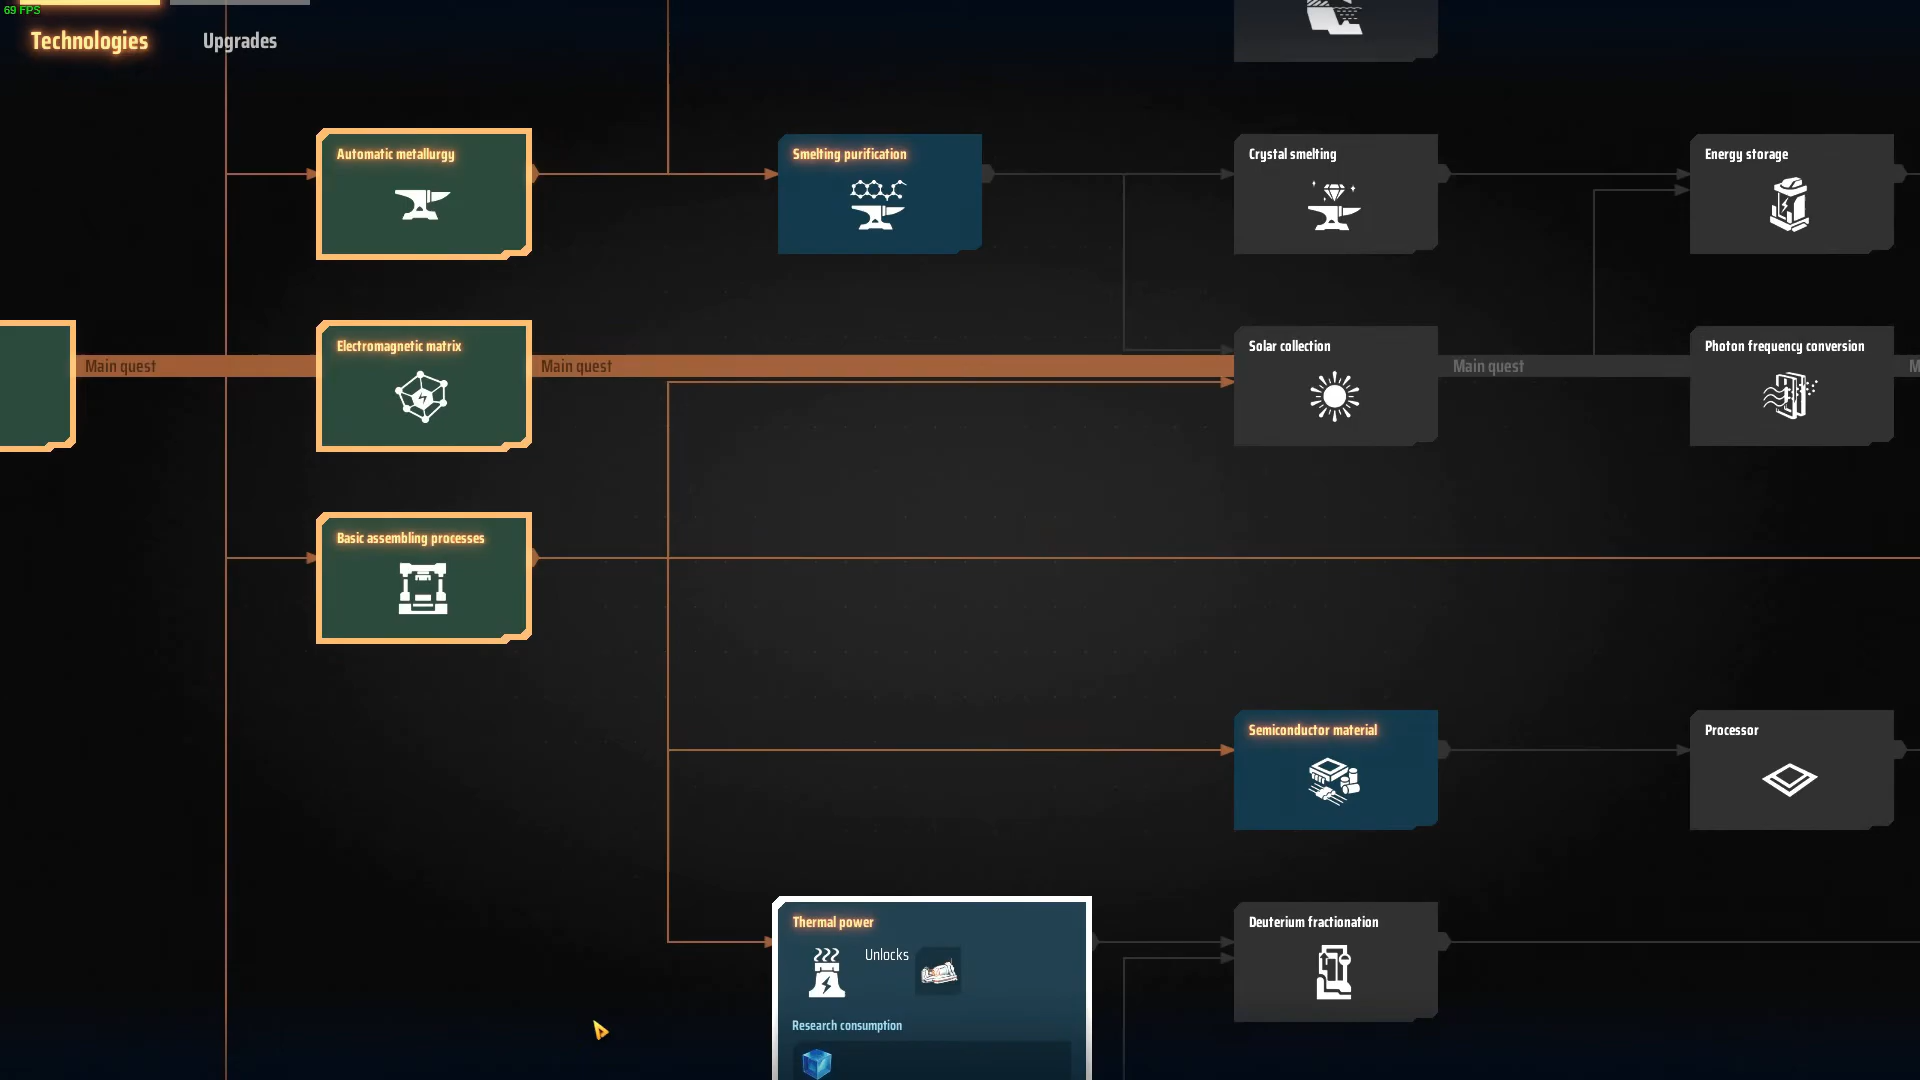 69 FPS
Technologies
Upgrades
Automatic metallurgy
Smelting purification
Crystal smelting
Energy storage
Main quest
Electromagnetic matrix
Main quest
Solar collection
Main quest
Photon frequency conversion
M
Basic assembling processes
Semiconductor material
Processor
Thermal power
Unlocks
Research consumption
Deuterium fractionation